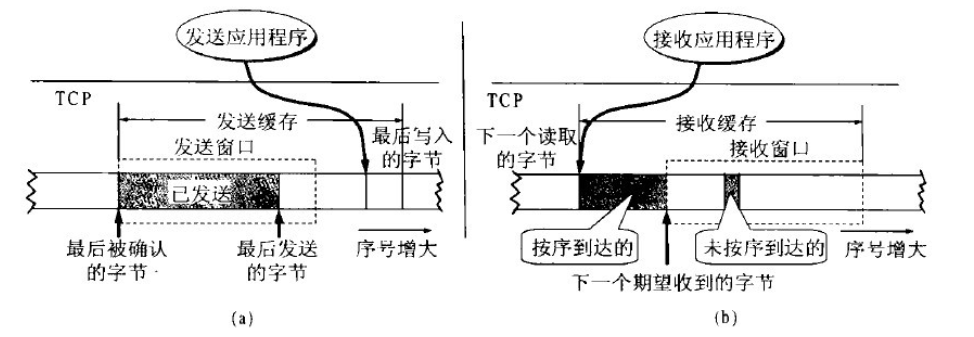 发送应用程序
TCP
发送缓存
发送窗口
最后写入
的字节
已发送
最后被确认
的字节
最后发送
的字节
序号增大
(a)
接收应用程序
TCP
下一个读取
的字节
接收缓存
接收窗口
按序到达的
未按序到达的
序号增大
下一个期望收到的字节
(b)